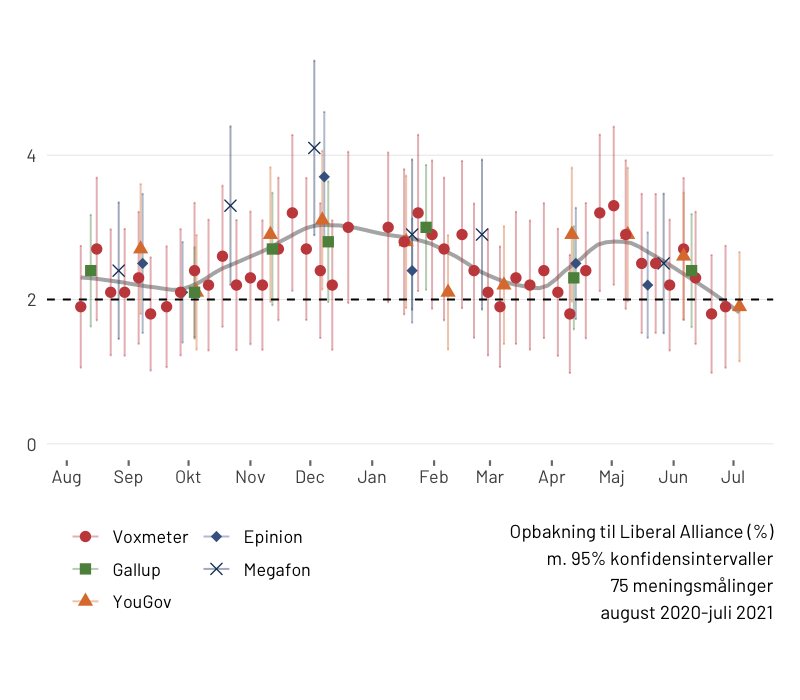 4
2
0
Aug Sep Okt Nov Dec Jan Feb Mar Apr Maj Jun Jul
Voxmeter Epinion
Gallup Megafon
YouGov
Opbakning til Liberal Alliance (%)
m. 95% konfidensintervaller
75 meningsmålinger
august 2020-juli 2021